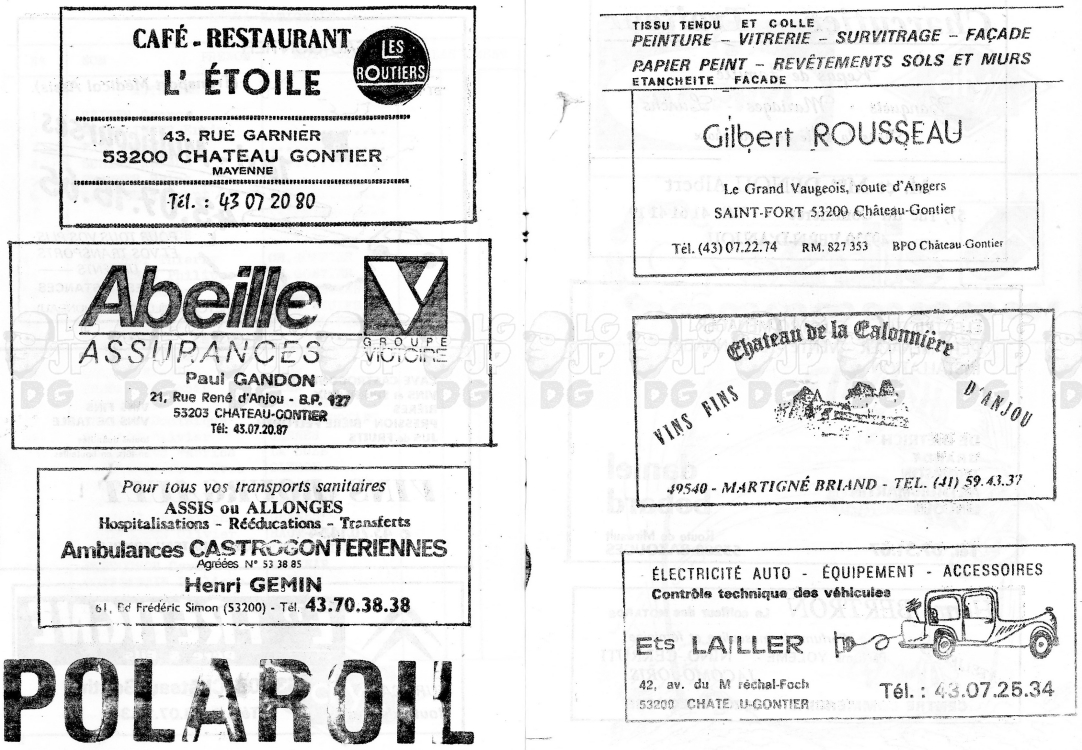 CAFÉ - RESTAURANT
L'ÉTOILE
LES
ROUTIERS
43, RUE GARNIER
53200 CHATEAU GONTIER
MAYENNE
Tél. : 43 07 20 80
Abeille
ASSURANCES
GROUPE
VICTOIRE
Paul GANDON
21, Rue René d'Anjou - B.P. 127
53203 CHATEAU-GONTIER
Tél: 43.07.20.87
Pour tous vos transports sanitaires
ASSIS ou ALLONGES
Hospitalisations - Rééducations - Transferts
Ambulances CASTROGONTERIENNES
Agréées N° 53 38 85
Henri GEMIN
61, Bd Frédéric Simon (53200) - Tél. 43.70.38.38
POLAROIL
TISSU TENDU ET COLLE
PEINTURE - VITRERIE - SURVITRAGE - FAÇADE
PAPIER PEINT - REVÊTEMENTS SOLS ET MURS
ETANCHEITE FACADE
Gilbert ROUSSEAU
Le Grand Vaugeois, route d'Angers
SAINT-FORT 53200 Château-Gontier
Tél. (43) 07.22.74 RM. 827 353 BPO Château-Gontier
Chateau de la Calonnière
VINS FINS D'ANJOU
49540 - MARTIGNÉ BRIAND - TEL. (41) 59.43.37
ÉLECTRICITÉ AUTO - ÉQUIPEMENT - ACCESSOIRES
Contrôle technique des véhicules
Ets LAILLER
42, av. du M réchal-Foch
53200 CHATE U-GONTIER
Tél. : 43.07.25.34